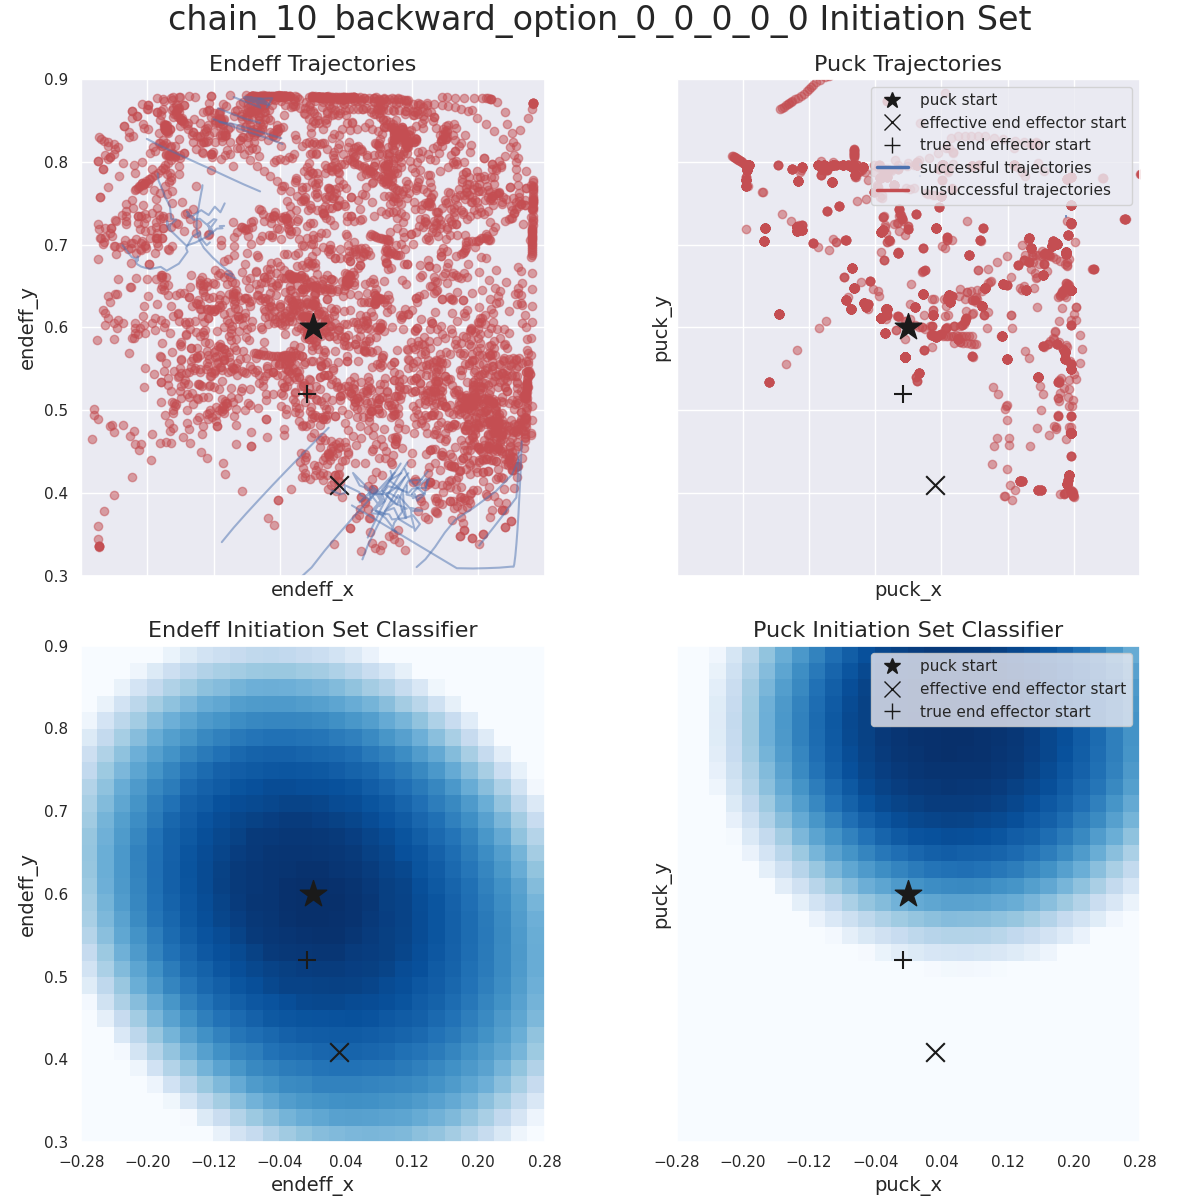 chain_10_backward_option_0_0_0_0_0 Initiation Set
Endeff Trajectories
Puck Trajectories
0.9
0.8
0.7
0.6
0.5
0.4
0.3
endeff_y
endeff_x
puck_y
puck_x
puck start
effective end effector start
true end effector start
successful trajectories
unsuccessful trajectories
Endeff Initiation Set Classifier
Puck Initiation Set Classifier
0.9
0.8
0.7
0.6
0.5
0.4
0.3
endeff_y
−0.28 −0.20 −0.12 −0.04 0.04 0.12 0.20 0.28
endeff_x
puck_y
puck start
effective end effector start
true end effector start
−0.28 −0.20 −0.12 −0.04 0.04 0.12 0.20 0.28
puck_x